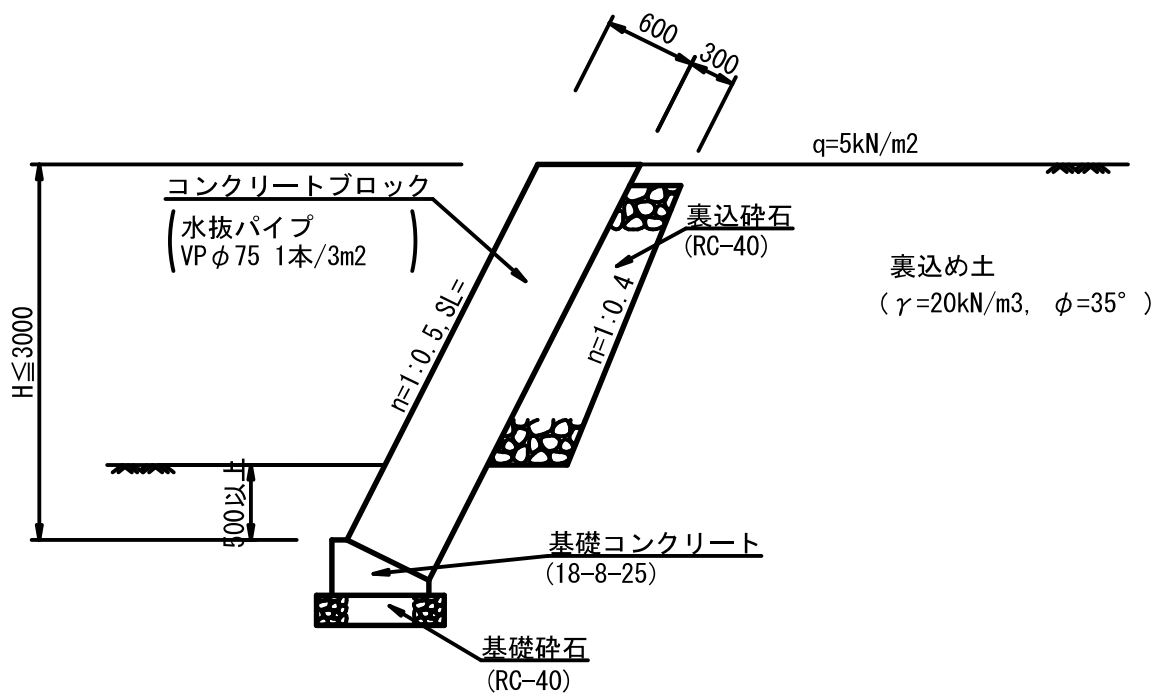 600
300
q=5kN/m2
コンクリートブロック
水抜パイプ
VPφ75 1本/3m2
裏込砕石
(RC-40)
裏込め土
(γ=20kN/m3, φ=35°)
n=1:0.5, SL=
n=1:0.4
H≦3000
500以上
基礎コンクリート
(18-8-25)
基礎砕石
(RC-40)